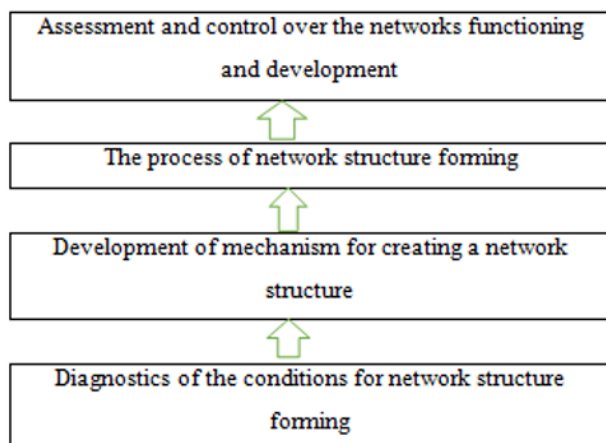 Assessment and control over the networks functioning
and development
The process of network structure forming
Development of mechanism for creating a network
structure
Diagnostics of the conditions for network structure
forming